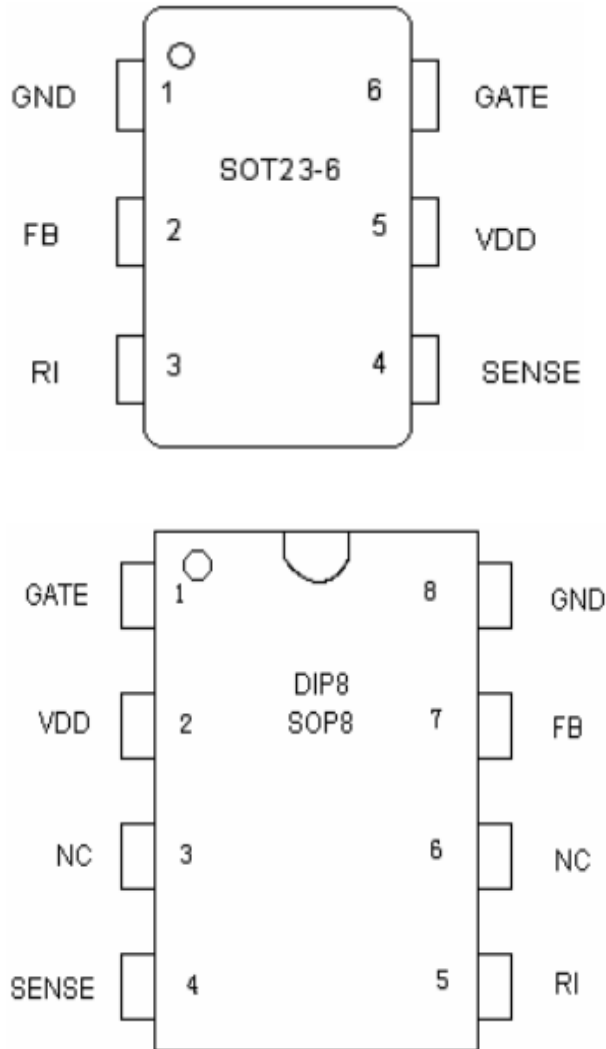 GND 1 6 GATE
SOT23-6
FB 2 5 VDD
RI 3 4 SENSE
GATE 1 8 GND
DIP8
VDD 2 SOP8 7 FB
NC 3 6 NC
SENSE 4 5 RI